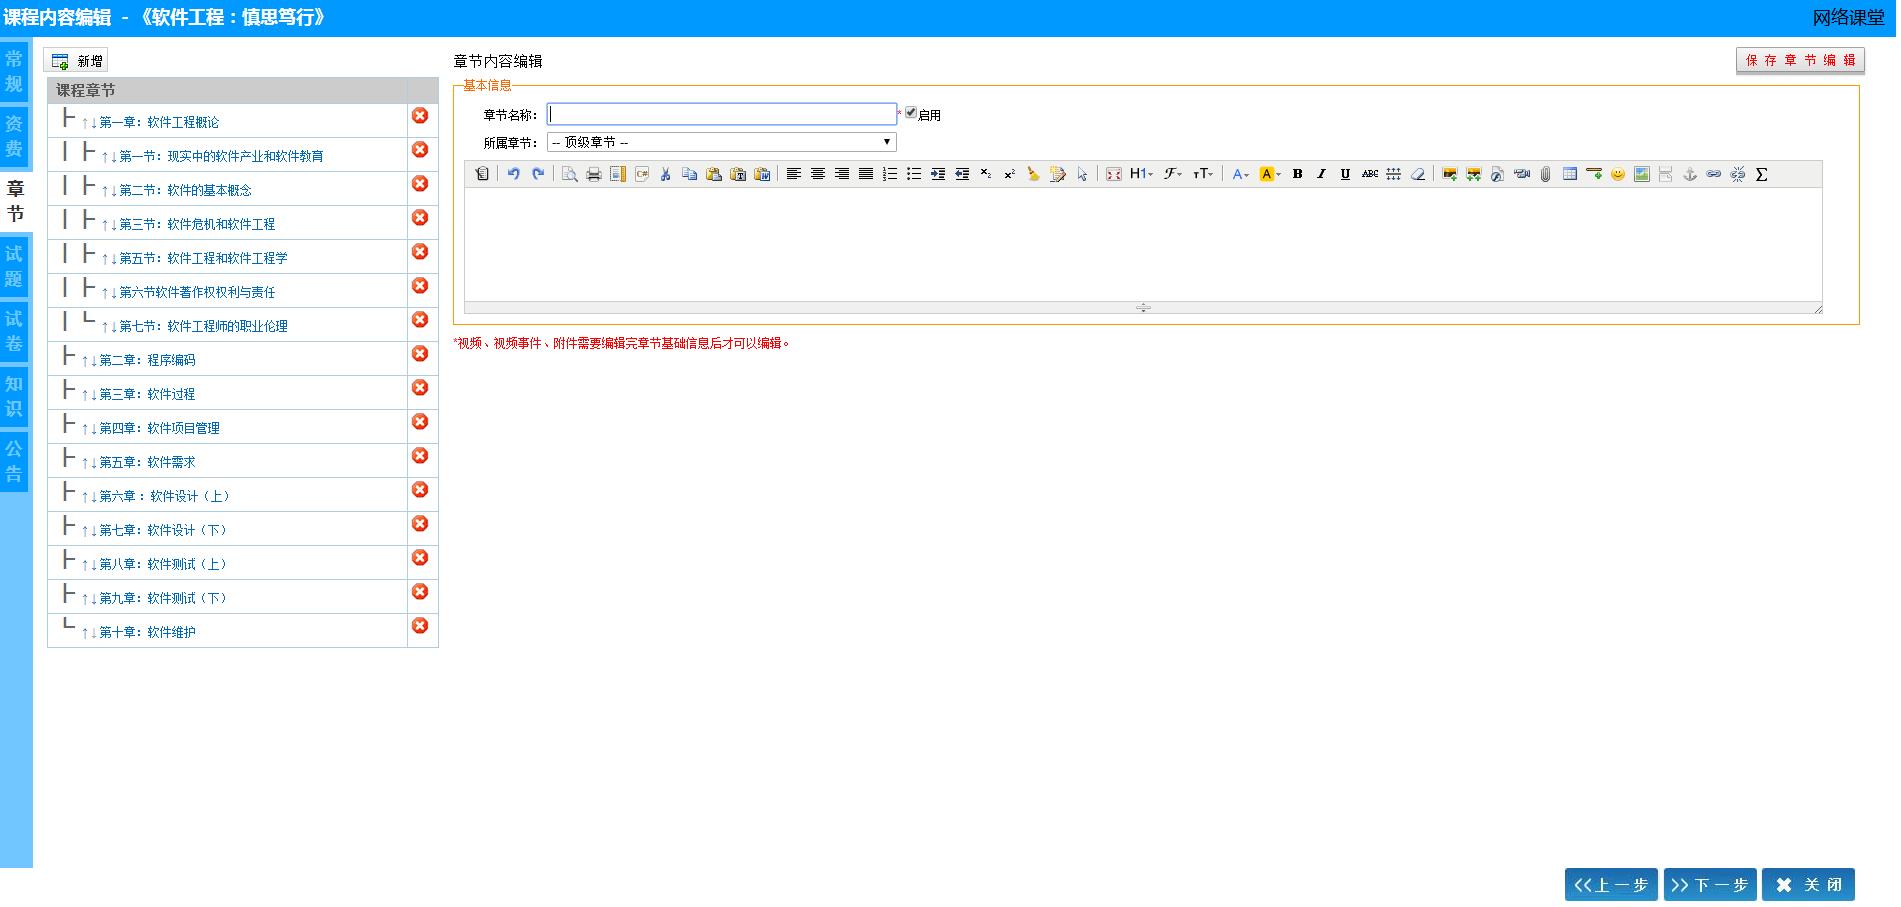 课程内容编辑 - 《软件工程：慎思笃行》
网络课堂
常规
资费
章节
试题
试卷
知识
公告
新增
课程章节
↑↓第一章：软件工程概论
↑↓第一节：现实中的软件产业和软件教育
↑↓第二节：软件的基本概念
↑↓第三节：软件危机和软件工程
↑↓第五节：软件工程和软件工程学
↑↓第六节软件著作权权利与责任
↑↓第七节：软件工程师的职业伦理
↑↓第二章：程序编码
↑↓第三章：软件过程
↑↓第四章：软件项目管理
↑↓第五章：软件需求
↑↓第六章：软件设计（上）
↑↓第七章：软件设计（下）
↑↓第八章：软件测试（上）
↑↓第九章：软件测试（下）
↑↓第十章：软件维护
章节内容编辑
保存章节编辑
基本信息
章节名称：
* 启用
所属章节： -- 顶级章节 --
*视频、视频事件、附件需要编辑完章节基础信息后才可以编辑。
上一步 下一步 关闭